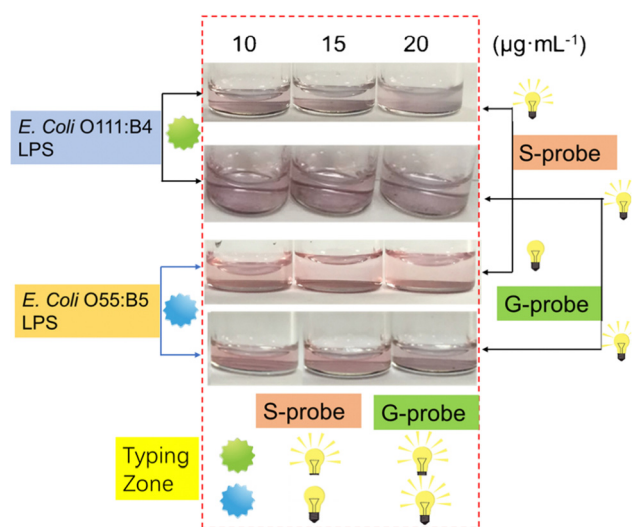 10 15 20 (μg·mL⁻¹)
E. Coli O111:B4
LPS
S-probe
E. Coli O55:B5
LPS
G-probe
S-probe G-probe
Typing
Zone